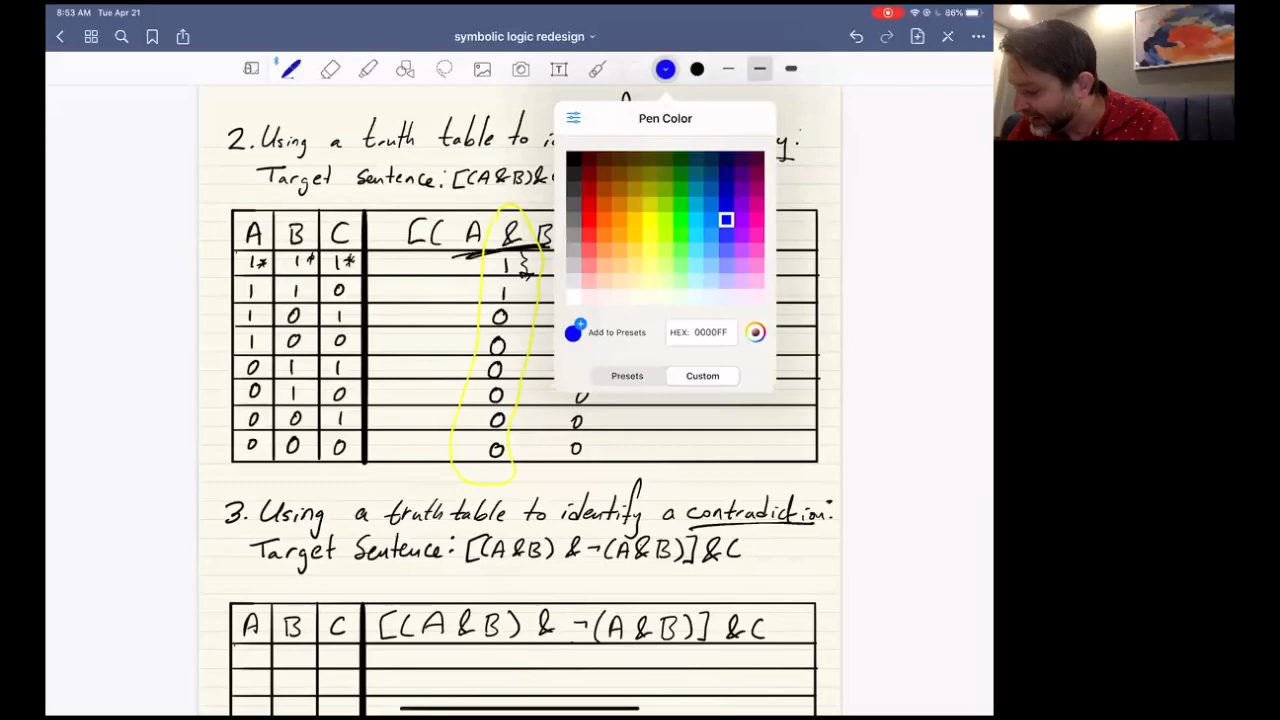 8:53 AM Tue Apr 21
86%
symbolic logic redesign
Pen Color
2. Using a truth table to
Target Sentence: [(A&B)&
A B C [( A & B
1* 1* 1* 1
1 1 0 1
1 0 1 0
1 0 0 0
0 1 1 0
0 1 0 0 0
0 0 1 0 0
0 0 0 0 0
Add to Presets HEX: 0000FF
Presets Custom
3. Using a truth table to identify a contradiction:
Target Sentence: [(A&B) & ¬(A&B)] & C
A B C [(A & B) & ¬(A & B)] & C